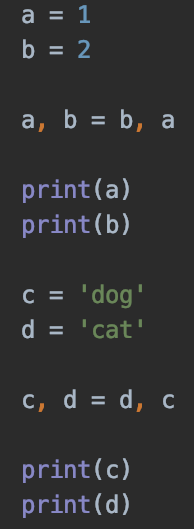 a = 1
b = 2
a, b = b, a
print(a)
print(b)
c = 'dog'
d = 'cat'
c, d = d, c
print(c)
print(d)